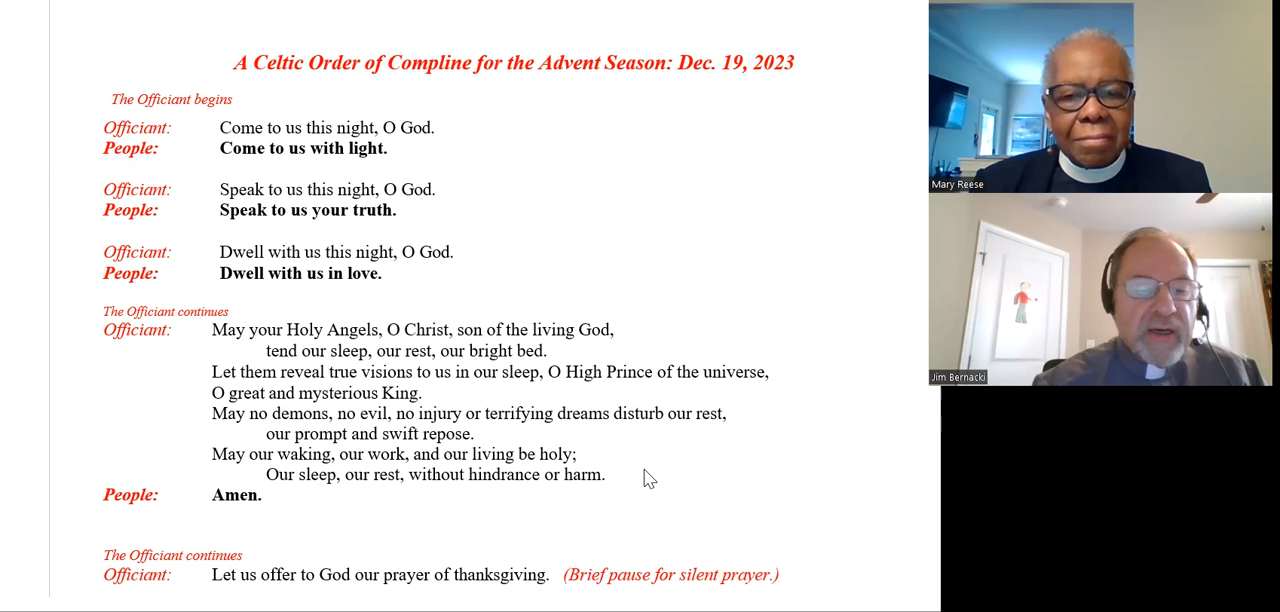 A Celtic Order of Compline for the Advent Season: Dec. 19, 2023
The Officiant begins
Officiant: Come to us this night, O God.
People: Come to us with light.
Officiant: Speak to us this night, O God.
People: Speak to us your truth.
Officiant: Dwell with us this night, O God.
People: Dwell with us in love.
The Officiant continues
Officiant: May your Holy Angels, O Christ, son of the living God,
tend our sleep, our rest, our bright bed.
Let them reveal true visions to us in our sleep, O High Prince of the universe,
O great and mysterious King.
May no demons, no evil, no injury or terrifying dreams disturb our rest,
our prompt and swift repose.
May our waking, our work, and our living be holy;
Our sleep, our rest, without hindrance or harm.
People: Amen.
The Officiant continues
Officiant: Let us offer to God our prayer of thanksgiving. (Brief pause for silent prayer.)
Mary Reese
Jim Bernacki